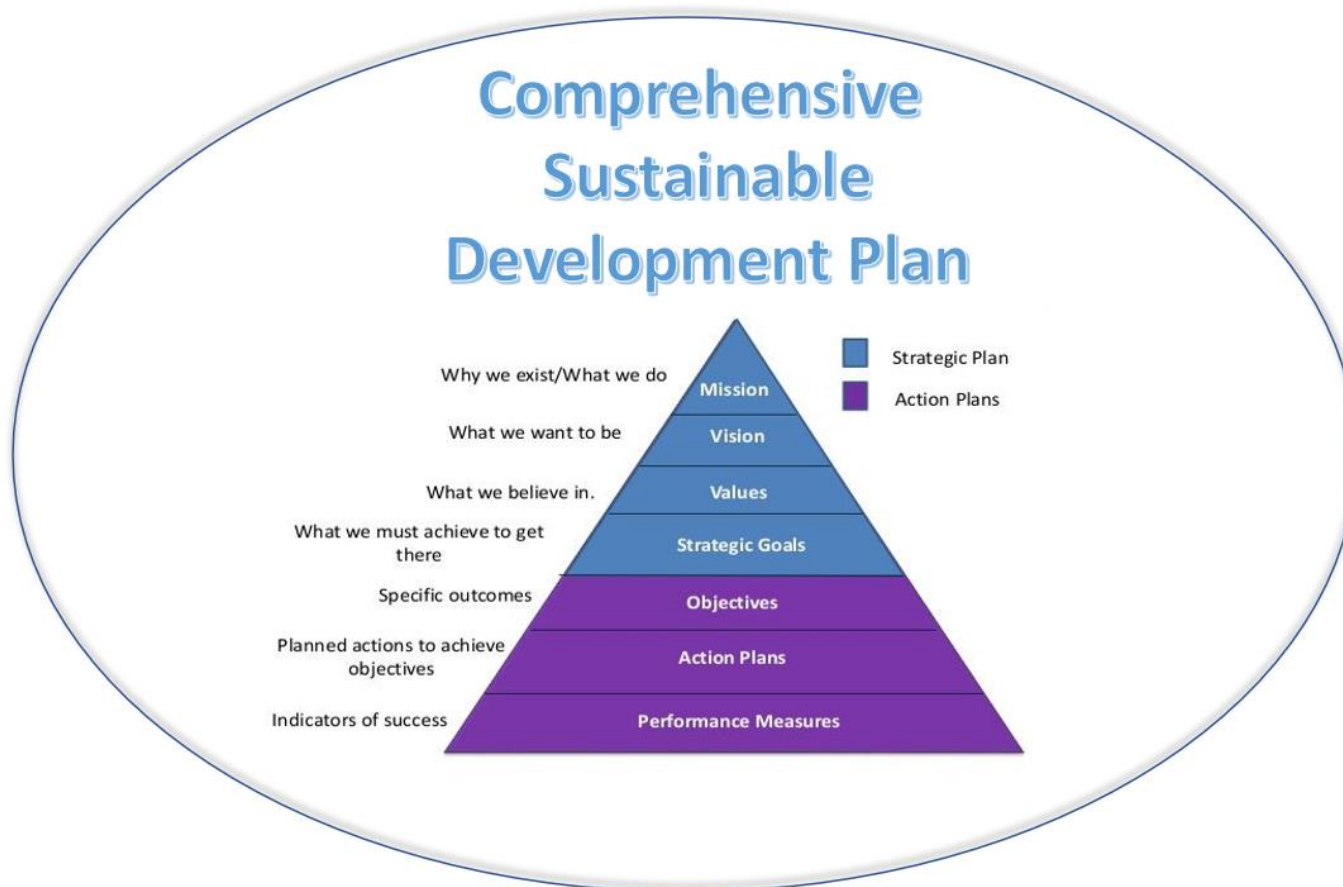 Comprehensive
Sustainable
Development Plan
Strategic Plan
Action Plans
Why we exist/What we do
Mission
What we want to be
Vision
What we believe in.
Values
What we must achieve to get
there
Strategic Goals
Specific outcomes
Objectives
Planned actions to achieve
objectives
Action Plans
Indicators of success
Performance Measures